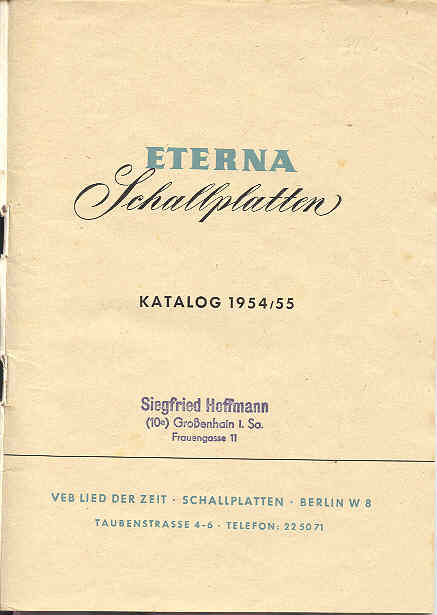 ETERNA
Schallplatten
KATALOG 1954/55
Siegfried Hoffmann
(10a) Großenhain i. Sa.
Frauengasse 11
VEB LIED DER ZEIT · SCHALLPLATTEN · BERLIN W 8
TAUBENSTRASSE 4-6 · TELEFON: 225071